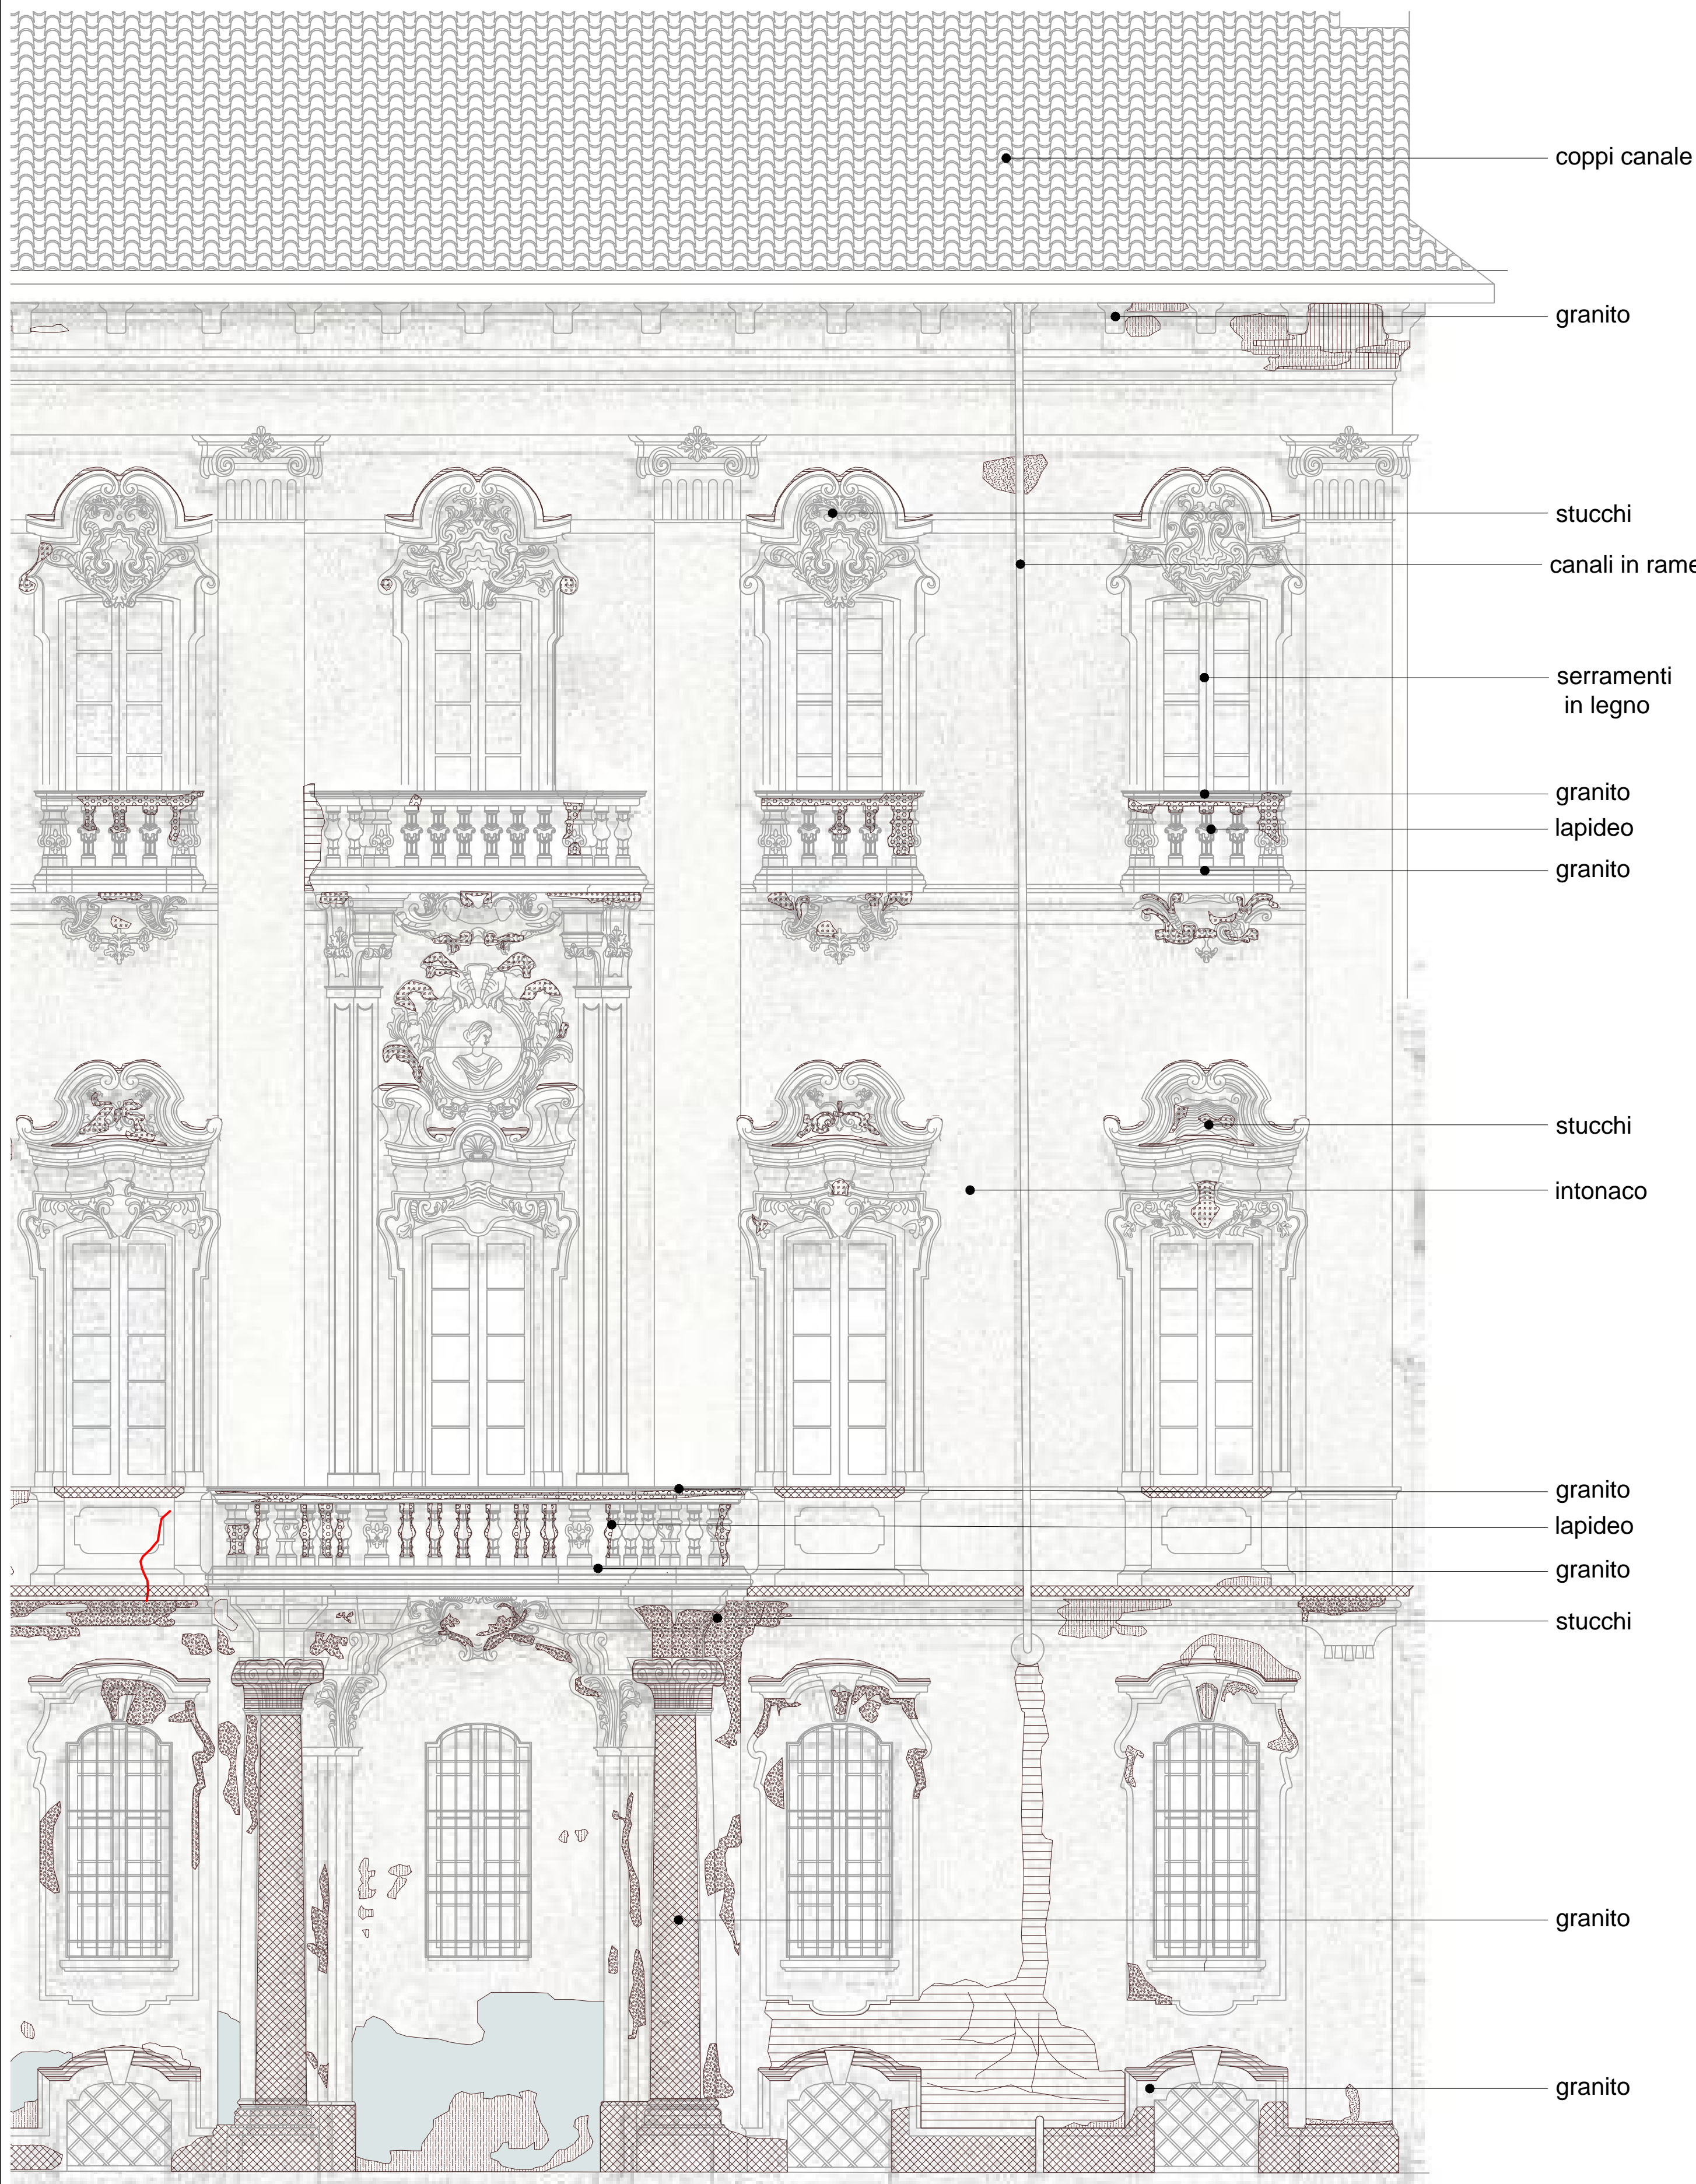 coppi canale
granito
stucchi
canali in rame
serramenti
in legno
granito
lapideo
granito
stucchi
intonaco
granito
lapideo
granito
stucchi
granito
granito